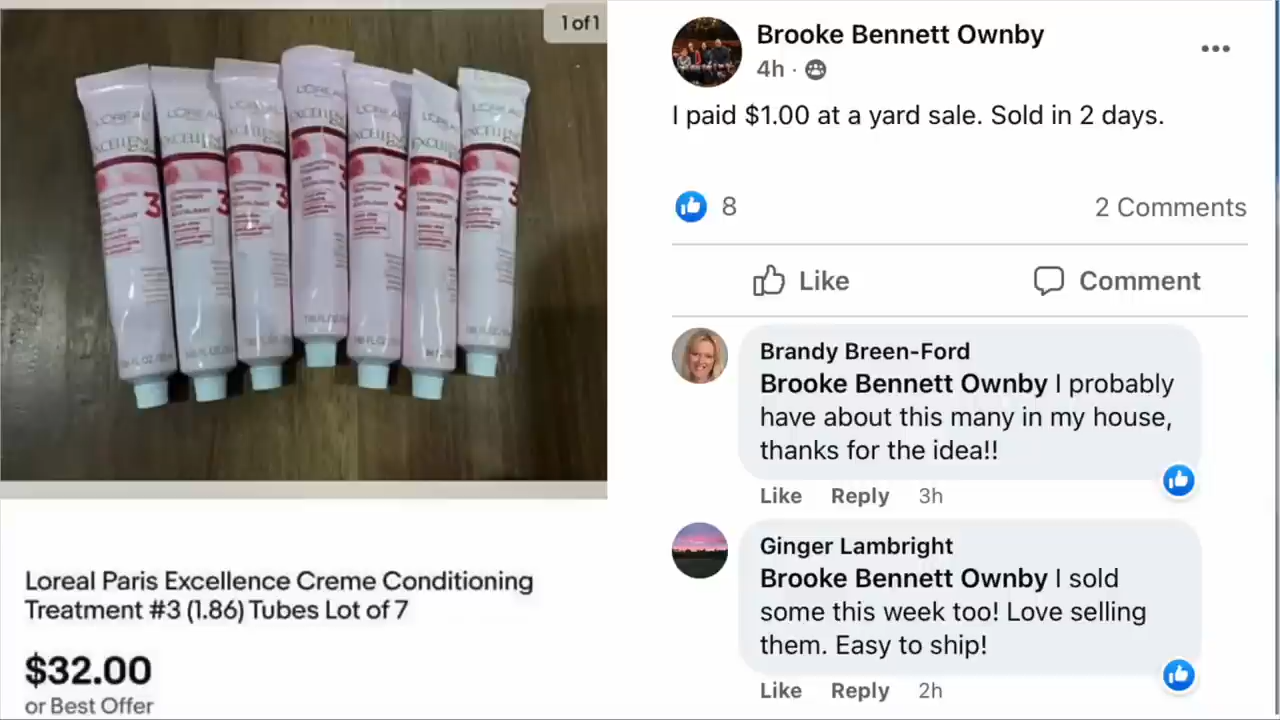 1 of 1
L'OREAL
EXCELLENCE
3
Loreal Paris Excellence Creme Conditioning
Treatment #3 (1.86) Tubes Lot of 7
$32.00
or Best Offer
Brooke Bennett Ownby
4h ·
I paid $1.00 at a yard sale. Sold in 2 days.
8
2 Comments
Like
Comment
Brandy Breen-Ford
Brooke Bennett Ownby I probably
have about this many in my house,
thanks for the idea!!
Like Reply 3h
Ginger Lambright
Brooke Bennett Ownby I sold
some this week too! Love selling
them. Easy to ship!
Like Reply 2h